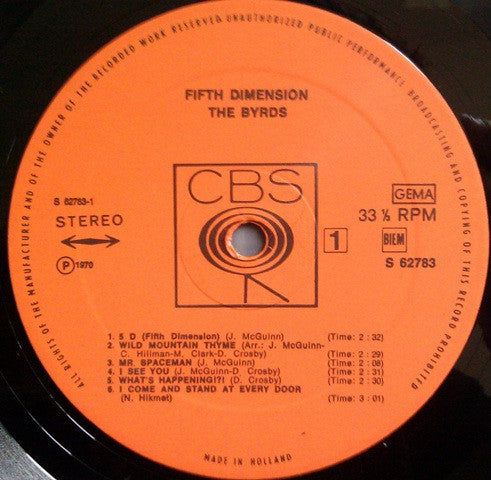 ALL RIGHTS OF THE MANUFACTURER AND OF THE OWNER OF THE RECORDED WORK RESERVED UNAUTHORIZED PUBLIC PERFORMANCE BROADCASTING AND COPYING OF THIS RECORD PROHIBITED
FIFTH DIMENSION
THE BYRDS
CBS
S 62783-1
STEREO
P 1970
GEMA
33⅓ RPM
1
BIEM
S 62783
1. 5 D (Fifth Dimension) (J. McGuinn) (Time: 2 : 32)
2. WILD MOUNTAIN THYME (Arr.: J. McGuinn-
C. Hillman-M. Clark-D. Crosby) (Time: 2 : 29)
3. MR. SPACEMAN (J. McGuinn) (Time: 2 : 08)
4. I SEE YOU (J. McGuinn-D. Crosby) (Time: 2 : 31)
5. WHAT'S HAPPENING!?! (D. Crosby) (Time: 2 : 30)
6. I COME AND STAND AT EVERY DOOR
(N. Hikmet) (Time: 3 : 01)
MADE IN HOLLAND